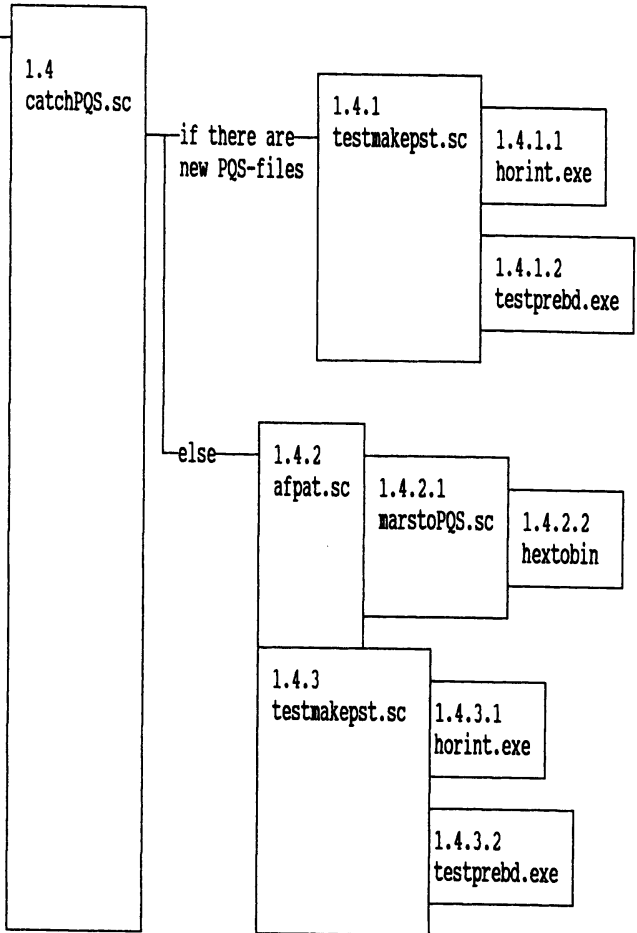 1.4
catchPQS.sc
if there are
new PQS-files
1.4.1
testmakepst.sc
1.4.1.1
horint.exe
1.4.1.2
testprebd.exe
else
1.4.2
afpat.sc
1.4.2.1
marstoPQS.sc
1.4.2.2
hextobin
1.4.3
testmakepst.sc
1.4.3.1
horint.exe
1.4.3.2
testprebd.exe